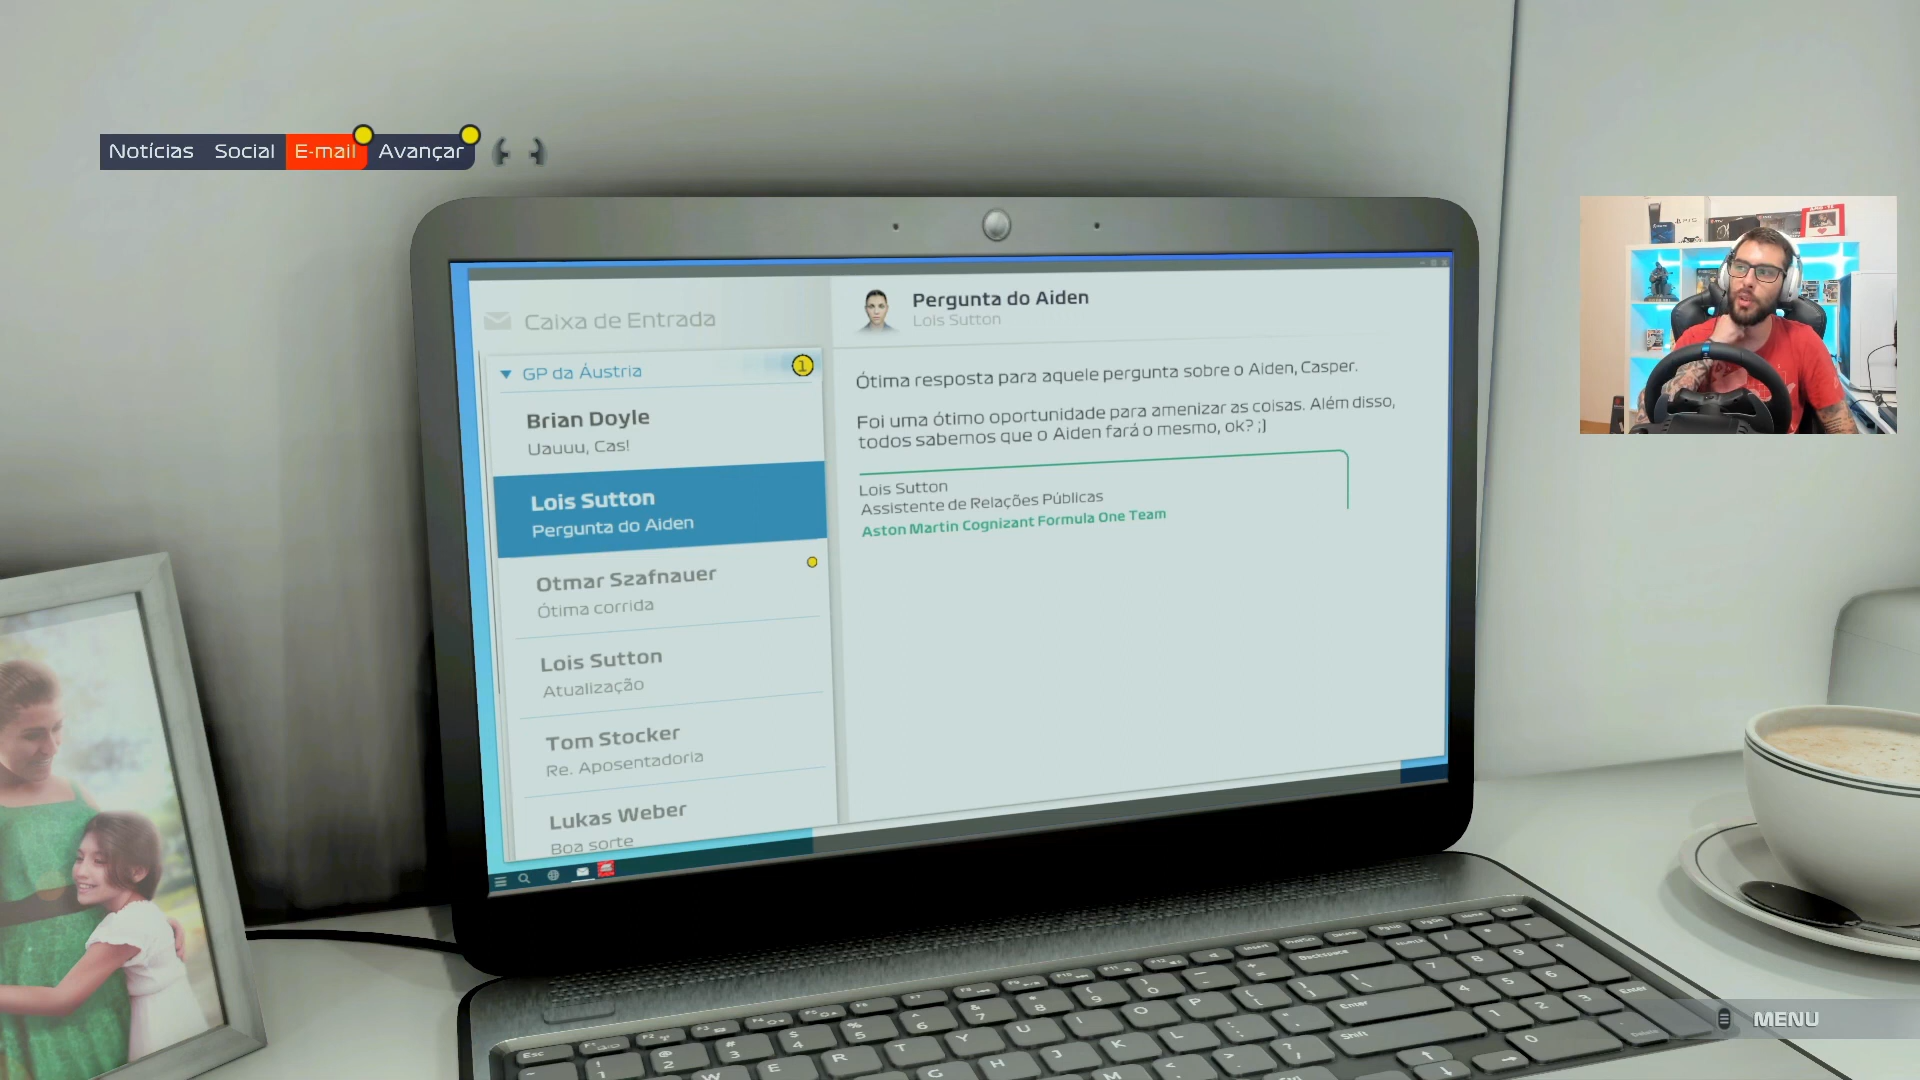 Notícias Social E-mail Avançar
Caixa de Entrada
GP da Áustria 1
Brian Doyle
Uauuu, Cas!
Lois Sutton
Pergunta do Aiden
Otmar Szafnauer
Ótima corrida
Lois Sutton
Atualização
Tom Stocker
Re. Aposentadoria
Lukas Weber
Boa sorte
Pergunta do Aiden
Lois Sutton
Ótima resposta para aquele pergunta sobre o Aiden, Casper.
Foi uma ótimo oportunidade para amenizar as coisas. Além disso,
todos sabemos que o Aiden fará o mesmo, ok? ;)
Lois Sutton
Assistente de Relações Públicas
Aston Martin Cognizant Formula One Team
MENU